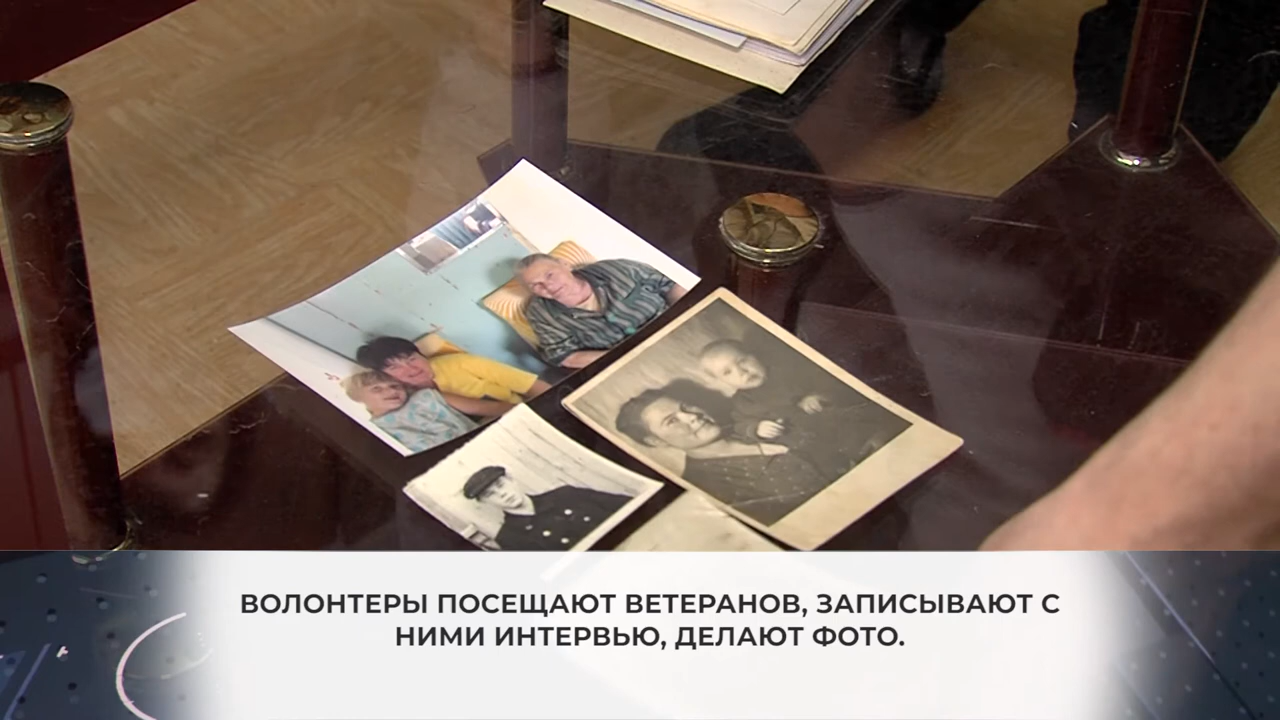 ВОЛОНТЕРЫ ПОСЕЩАЮТ ВЕТЕРАНОВ, ЗАПИСЫВАЮТ С
НИМИ ИНТЕРВЬЮ, ДЕЛАЮТ ФОТО.